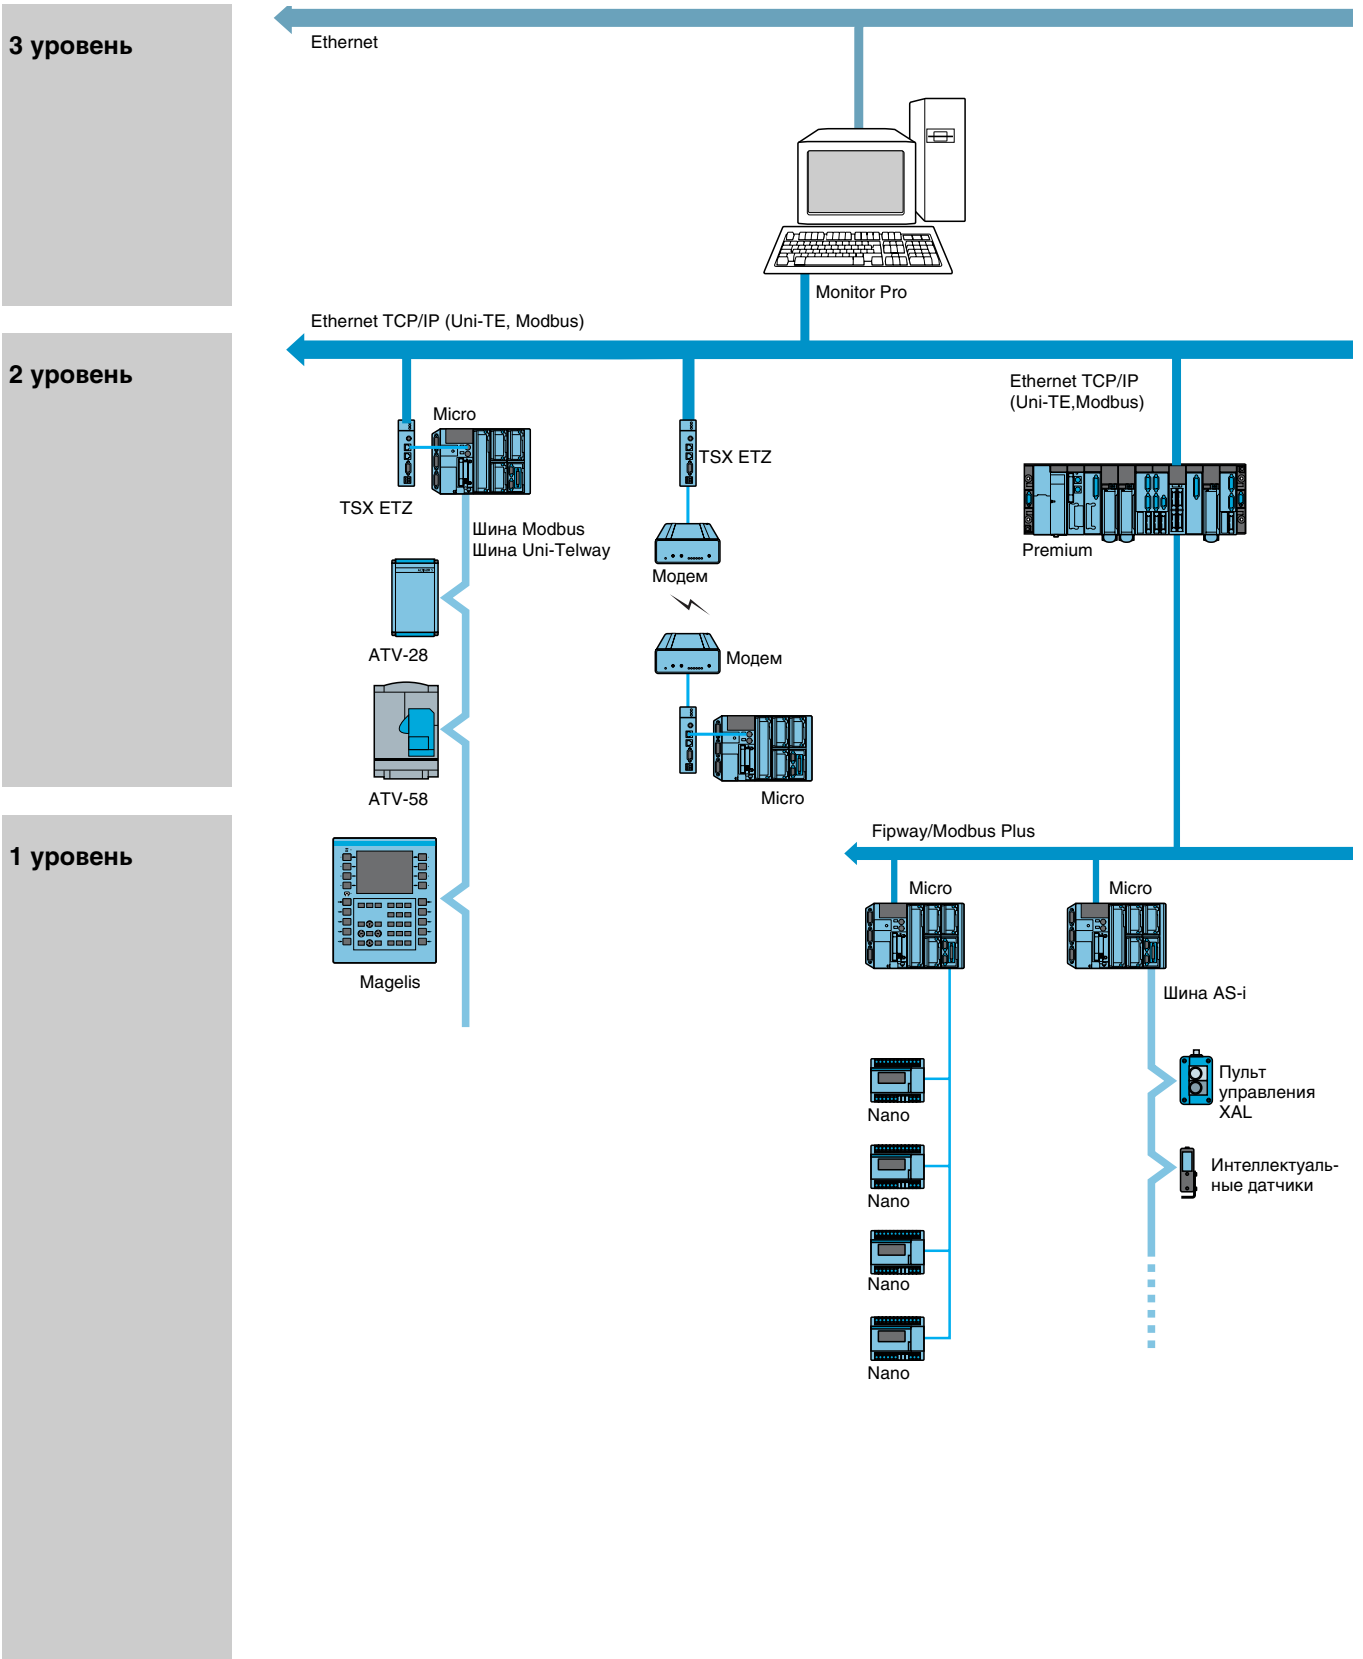 3 уровень
Ethernet
Monitor Pro
Ethernet TCP/IP (Uni-TE, Modbus)
2 уровень
Ethernet TCP/IP
(Uni-TE,Modbus)
Micro
TSX ETZ
TSX ETZ
Шина Modbus
Шина Uni-Telway
Premium
Модем
ATV-28
Модем
ATV-58
Micro
1 уровень
Fipway/Modbus Plus
Micro
Micro
Magelis
Шина AS-i
Пульт
управления
XAL
Nano
Интеллектуаль-
ные датчики
Nano
Nano
Nano